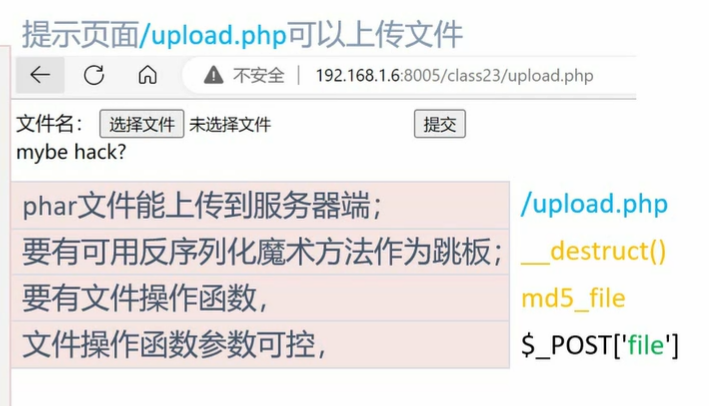 提示页面/upload.php可以上传文件
不安全 | 192.168.1.6:8005/class23/upload.php
文件名： 选择文件 未选择文件 提交
mybe hack?
phar文件能上传到服务器端； /upload.php
要有可用反序列化魔术方法作为跳板； __destruct()
要有文件操作函数， md5_file
文件操作函数参数可控， $_POST['file']